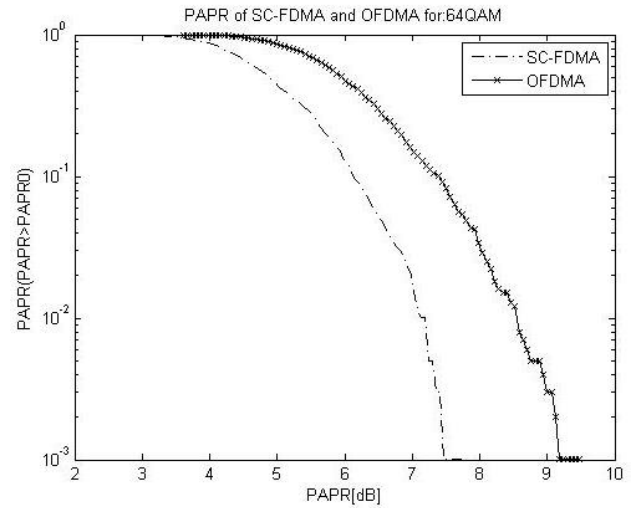 PAPR of SC-FDMA and OFDMA for:64QAM
10^0
10^-1
10^-2
10^-3
PAPR(PAPR>PAPR0)
SC-FDMA
OFDMA
2 3 4 5 6 7 8 9 10
PAPR[dB]